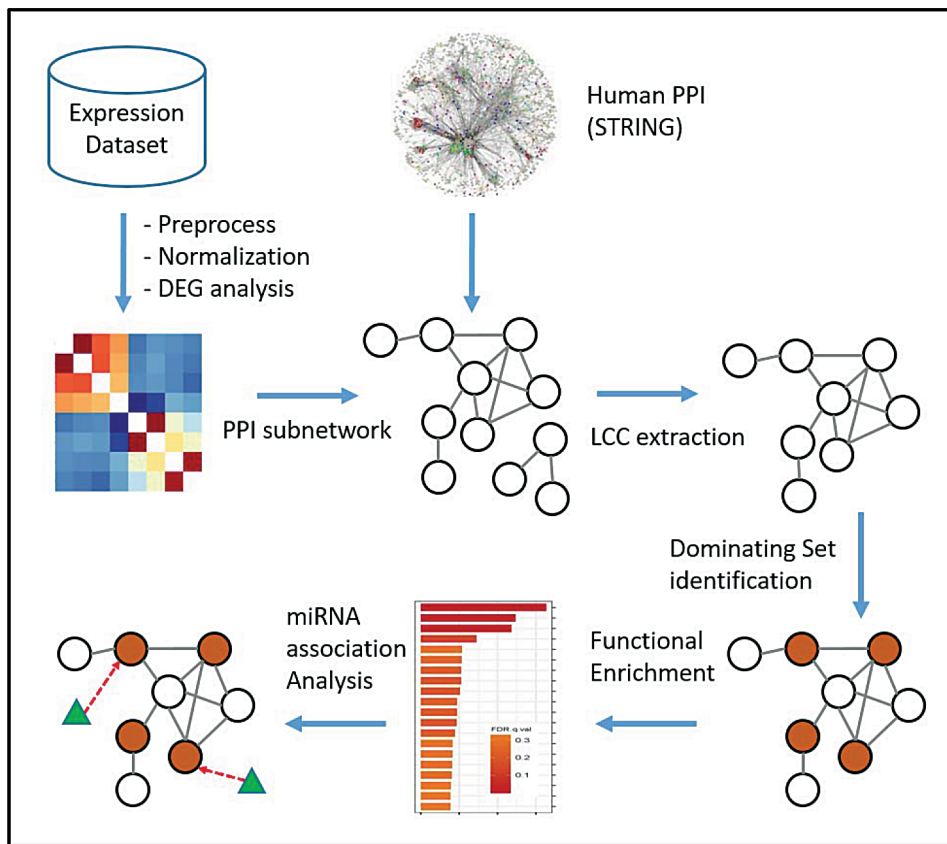 Expression
Dataset
Human PPI
(STRING)
- Preprocess
- Normalization
- DEG analysis
PPI subnetwork
LCC extraction
Dominating Set
identification
miRNA
association
Analysis
Functional
Enrichment
FDR.q.val
0.3
0.2
0.1